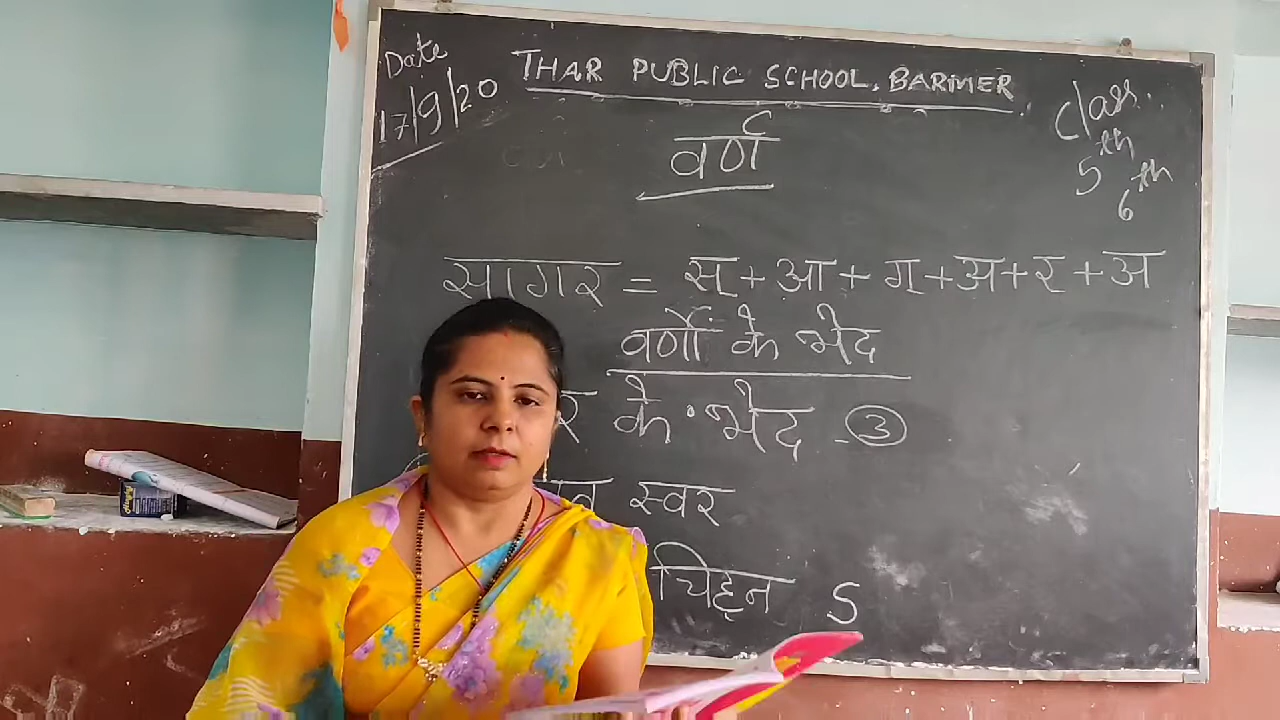 Date
17/9/20
THAR PUBLIC SCHOOL, BARMER
Class.
5th
6th
वर्ण
सागर = स् + आ + ग् + अ + र् + अ
वर्णों के भेद
के भेद - 3
स्वर
चिह्न S